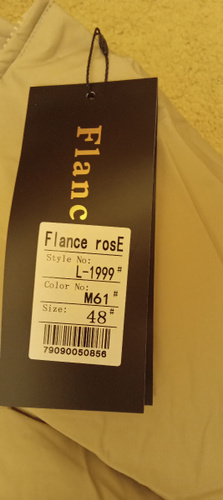 Flanc
Flance rosE
Style No:
L-1999#
Color No:
M61#
Size:
48#
79090050856